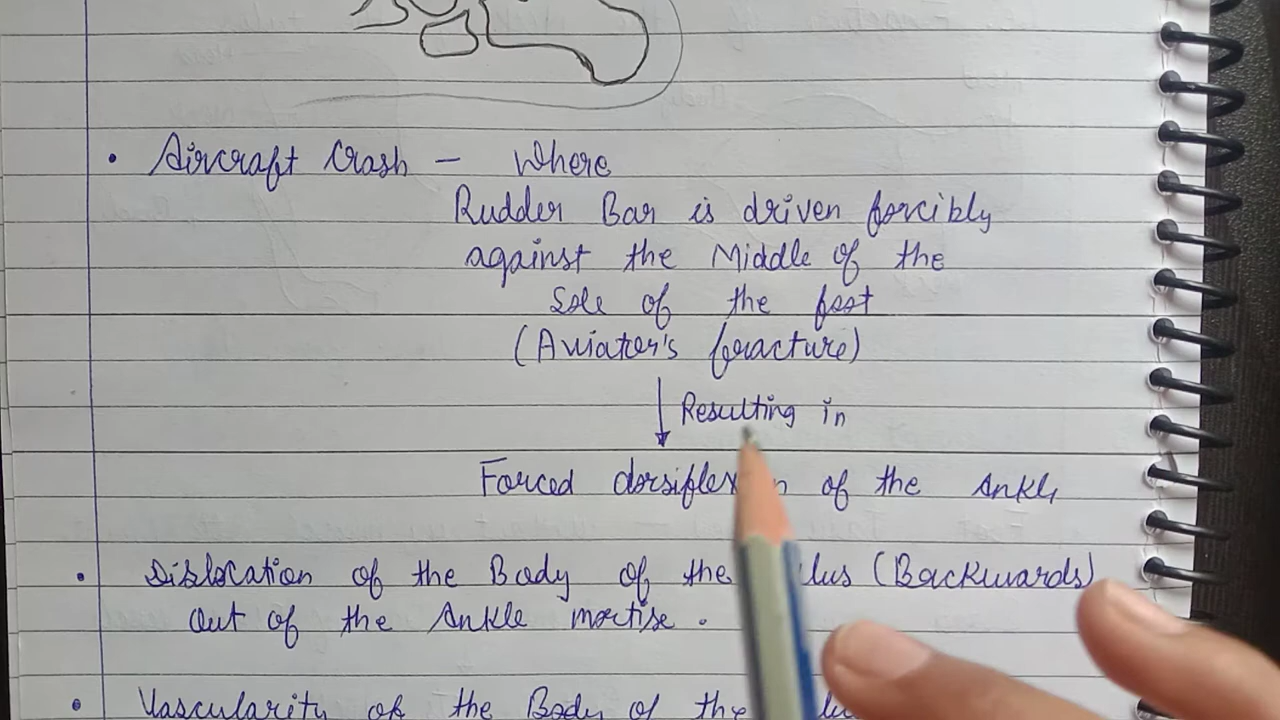 • Aircraft Crash – Where
Rudder Bar is driven forcibly
against the Middle of the
Sole of the foot
(Aviator's fracture)
↓ Resulting in
Forced of the Ankle
• Dislocation of the Body of the (Backwards)
Out of the Ankle mortise.
• Vascularity of the Body of the